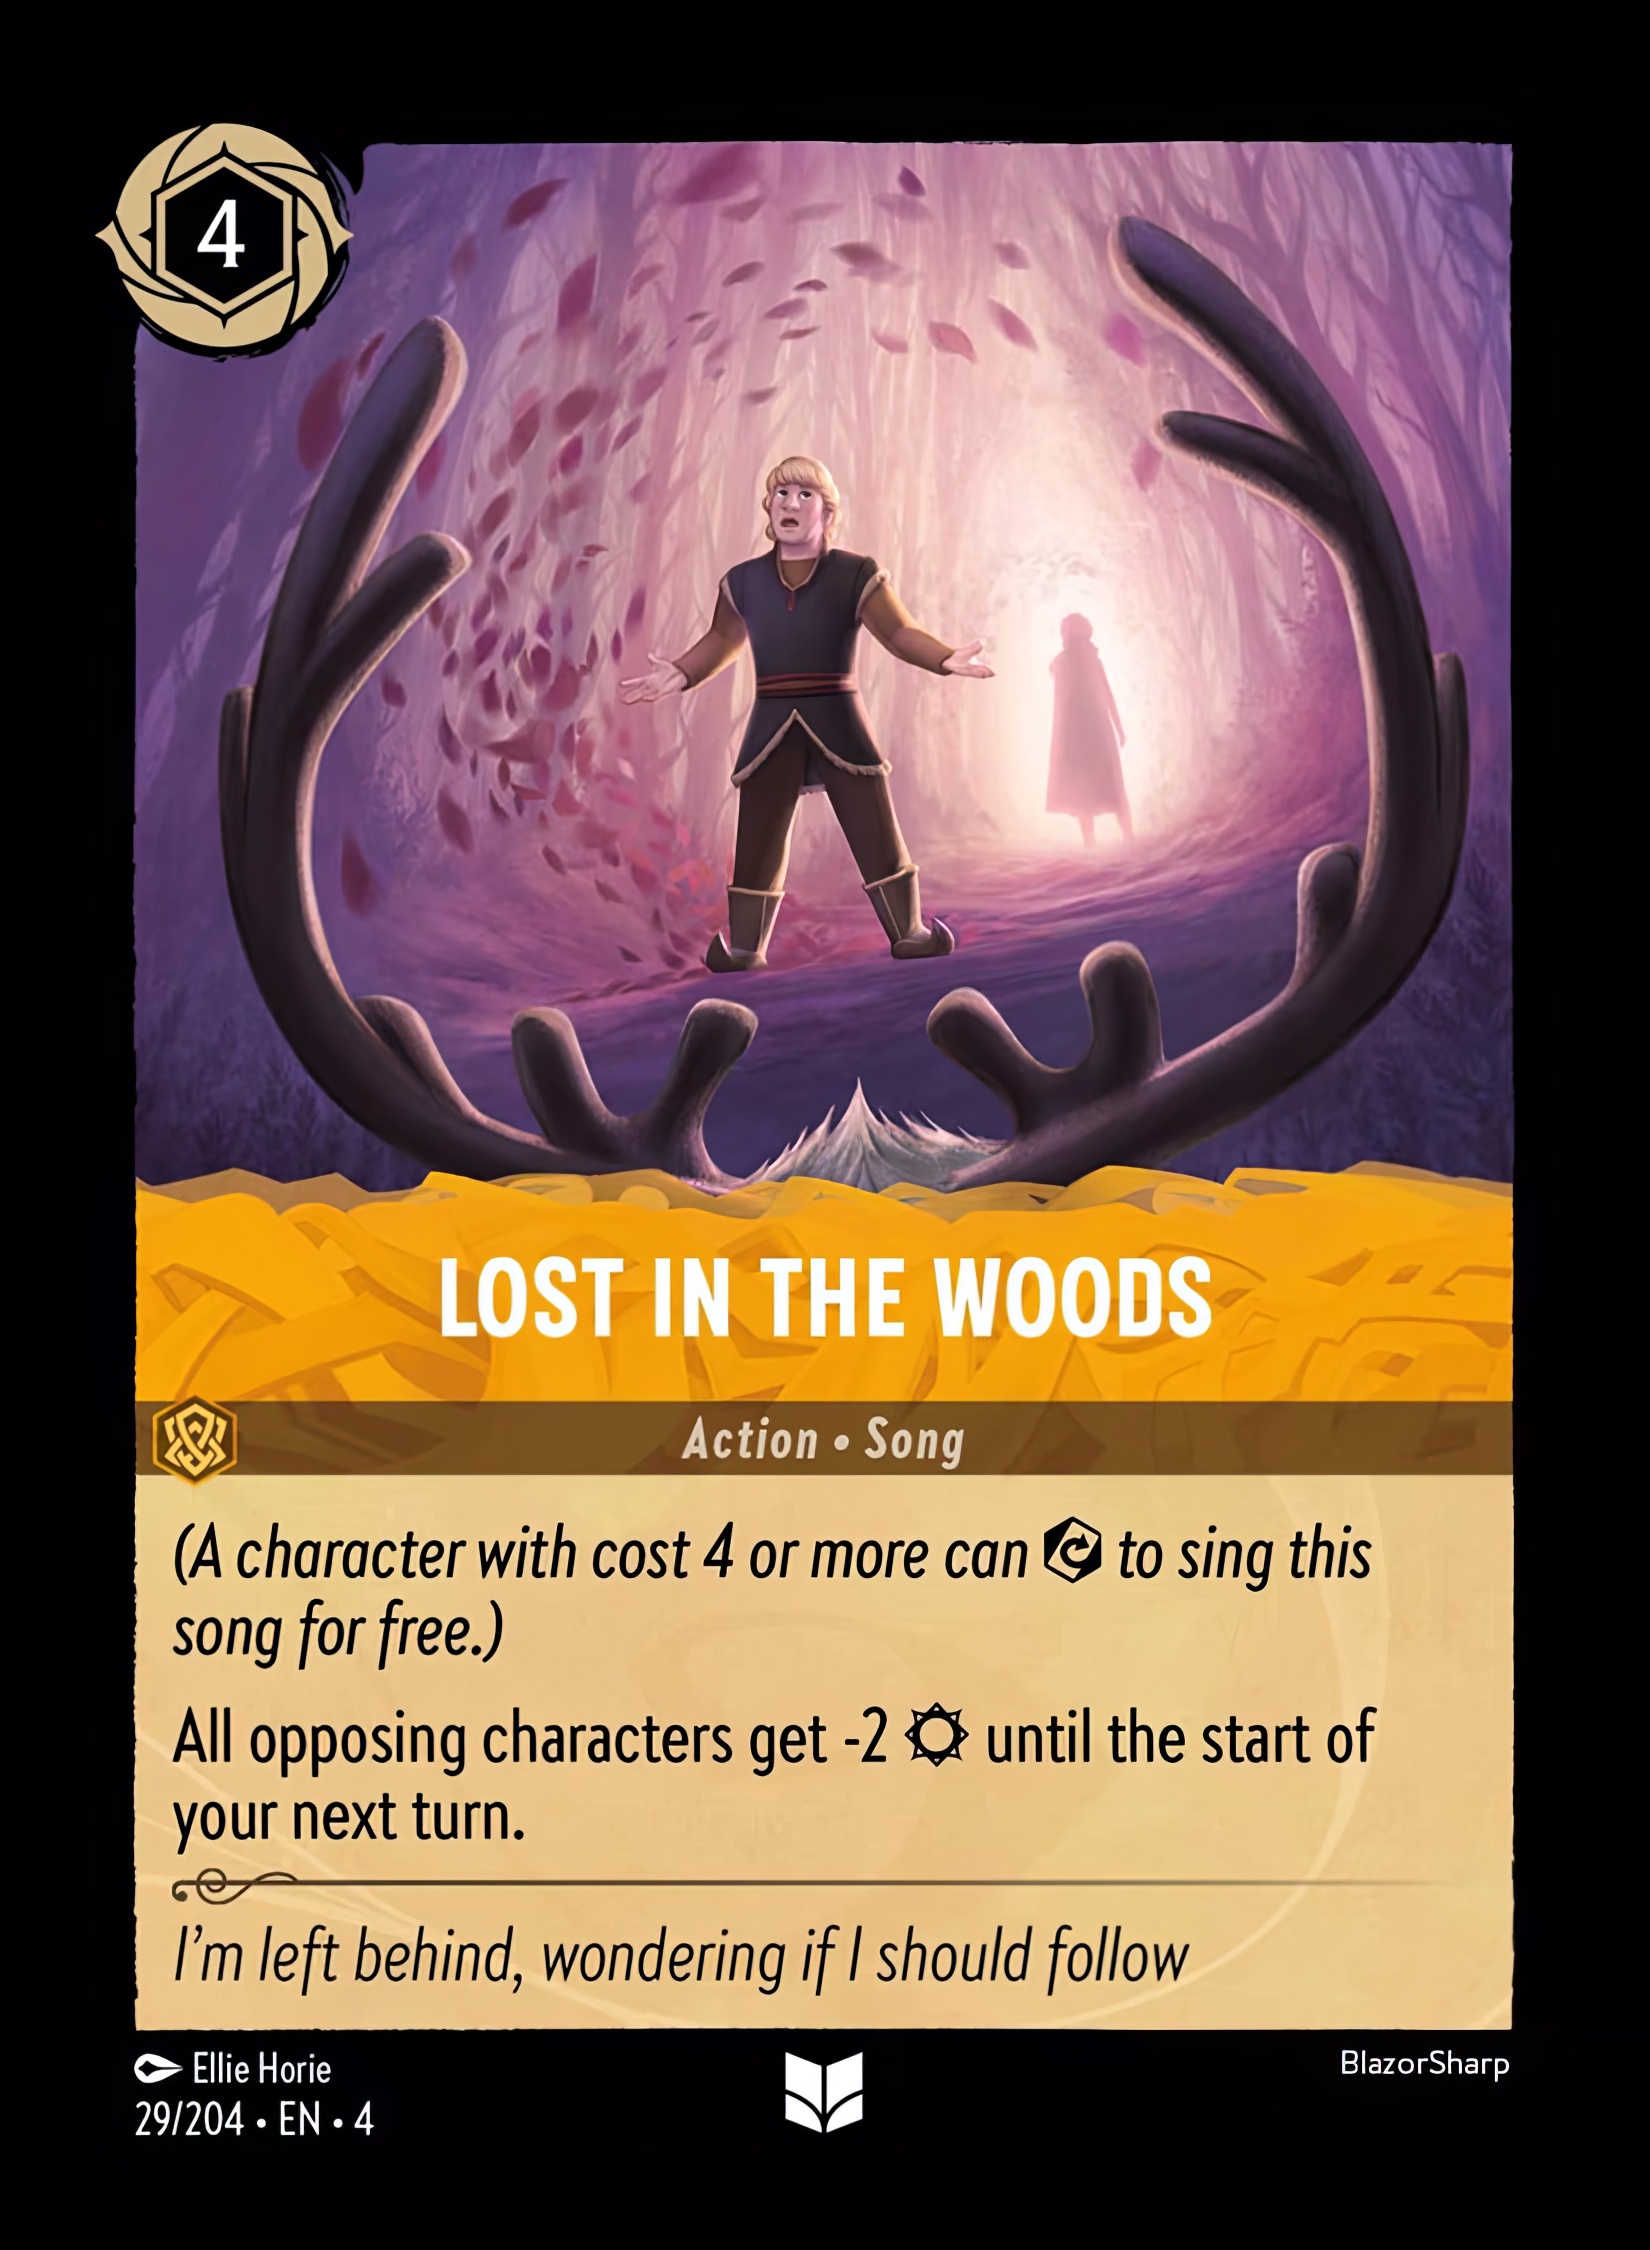 4
LOST IN THE WOODS
Action • Song
(A character with cost 4 or more can to sing this
song for free.)
All opposing characters get -2 until the start of
your next turn.
I'm left behind, wondering if I should follow
Ellie Horie
BlazorSharp
29/204 • EN • 4